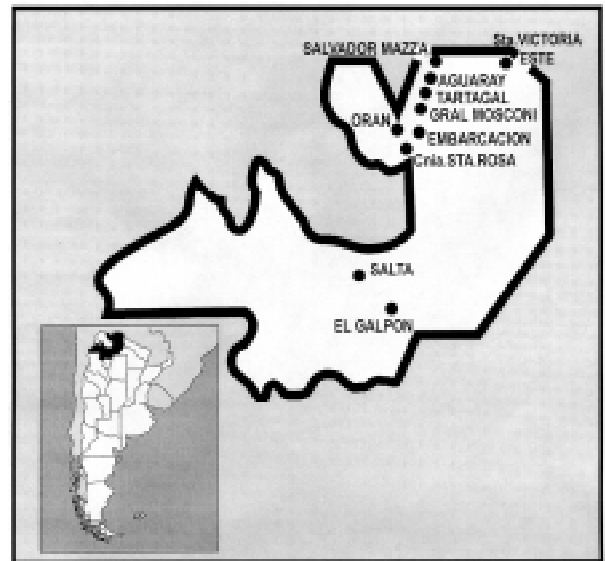 Sta. VICTORIA
SALVADOR MAZZA
ESTE
AGUARAY
TARTAGAL
GRAL MOSCONI
ORAN
EMBARCACION
Cnia.STA.ROSA
SALTA
EL GALPON